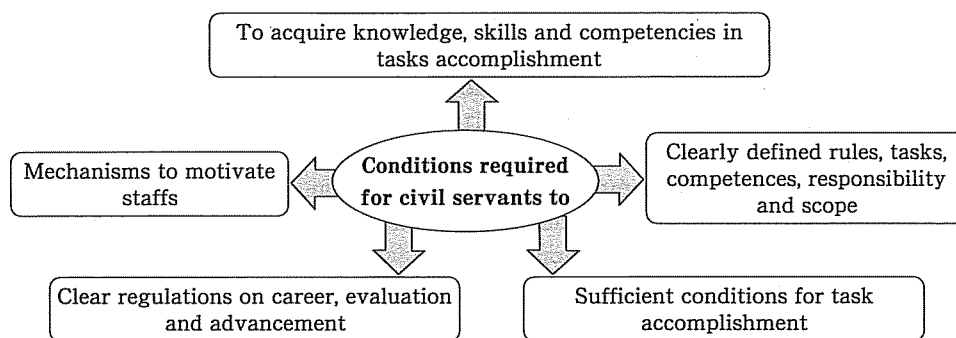 To acquire knowledge, skills and competencies in
tasks accomplishment
Mechanisms to motivate
staffs
Conditions required
for civil servants to
Clearly defined rules, tasks,
competences, responsibility
and scope
Clear regulations on career, evaluation
and advancement
Sufficient conditions for task
accomplishment